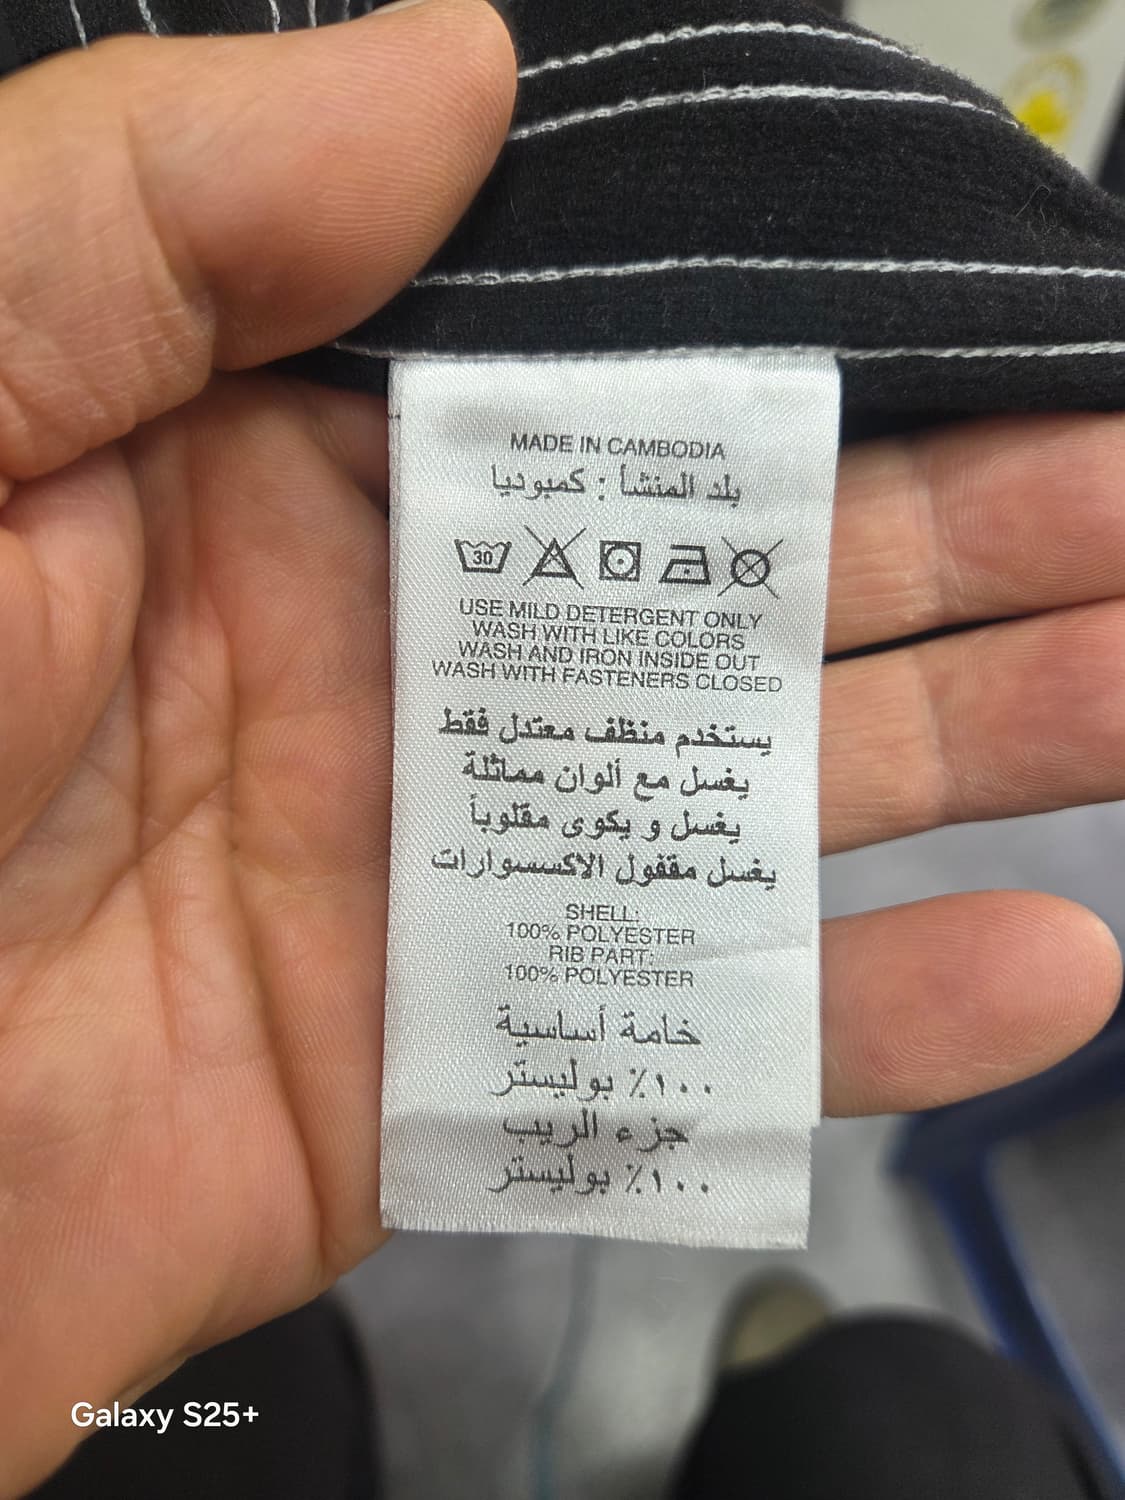 MADE IN CAMBODIA
بلد المنشأ : كمبوديا
30
USE MILD DETERGENT ONLY
WASH WITH LIKE COLORS
WASH AND IRON INSIDE OUT
WASH WITH FASTENERS CLOSED
يستخدم منظف معتدل فقط
يغسل مع ألوان مماثلة
يغسل و يكوى مقلوباً
يغسل مقفول الاكسسوارات
SHELL:
100% POLYESTER
RIB PART:
100% POLYESTER
خامة أساسية
١٠٠٪ بوليستر
جزء الريب
١٠٠٪ بوليستر
Galaxy S25+